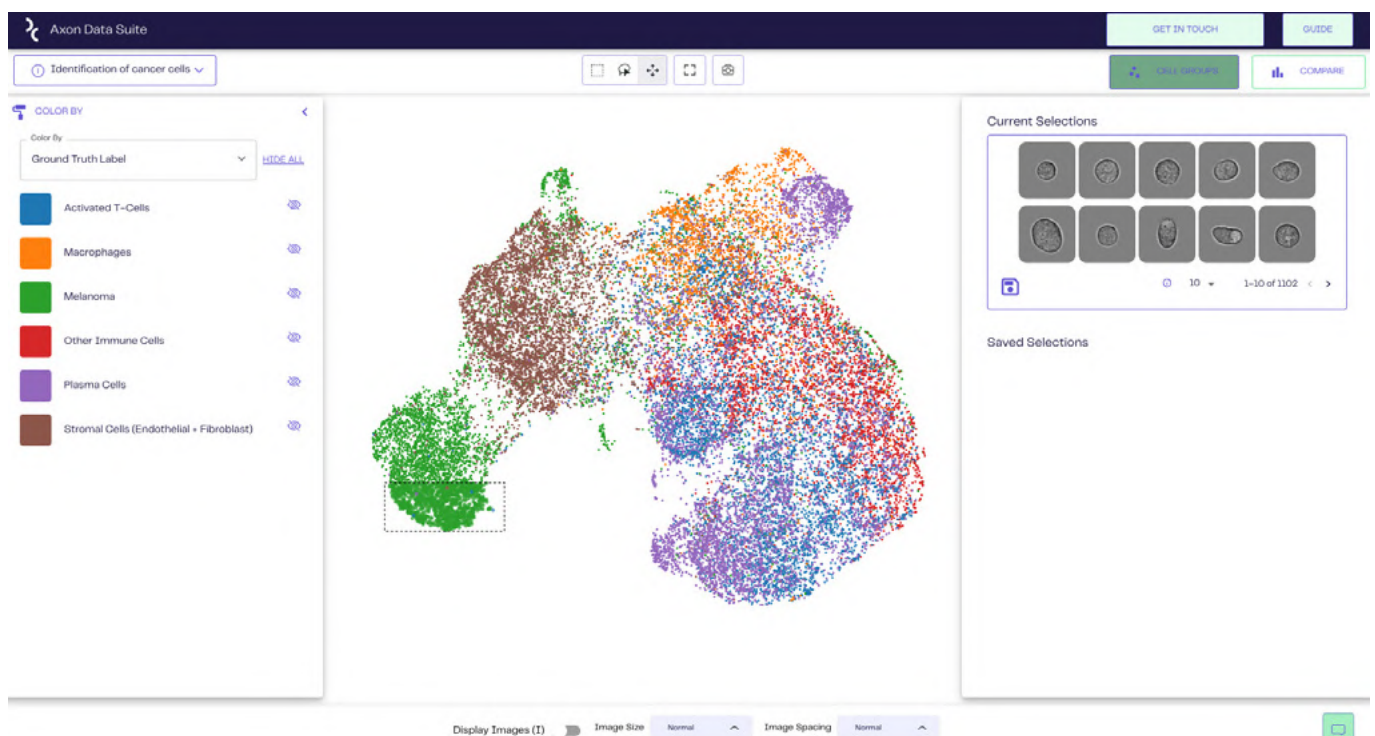 Axon Data Suite
GET IN TOUCH
GUIDE
Identification of cancer cells
CELL GROUPS
COMPARE
COLOR BY
Color By
Ground Truth Label
HIDE ALL
Activated T-Cells
Macrophages
Melanoma
Other Immune Cells
Plasma Cells
Stromal Cells (Endothelial + Fibroblast)
Current Selections
10
1-10 of 1102
Saved Selections
Display Images (I)
Image Size
Normal
Image Spacing
Normal